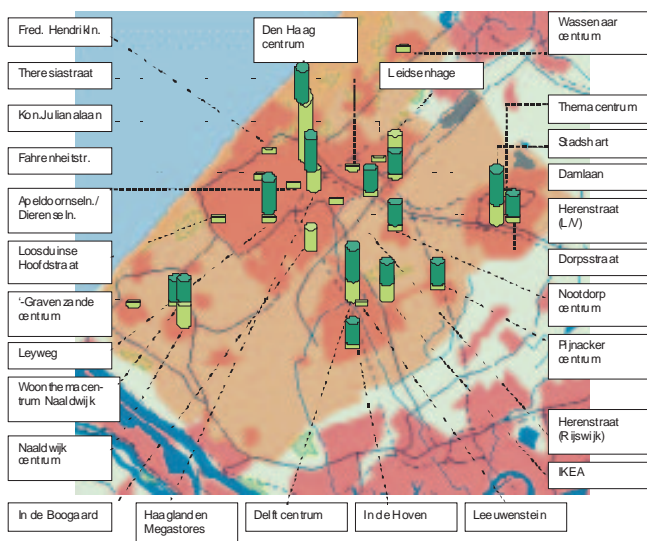 Fred. Hendrikln.
Theresiastraat
Kon.Julianalaan
Fahrenheitstr.
Apeldoornseln./
Dierenseln.
Loosduinse
Hoofdstraat
'-Gravenzande
centrum
Leyweg
Woonthemacen-
trum Naaldwijk
Naaldwijk
centrum
Den Haag
centrum
Leidsenhage
Wassenaar
centrum
Thema centrum
Stadshart
Damlaan
Herenstraat
(L/V)
Dorpsstraat
Nootdorp
centrum
Pijnacker
centrum
Herenstraat
(Rijswijk)
IKEA
In de Boogaard
Haaglanden
Megastores
Delft centrum
In de Hoven
Leeuwenstein